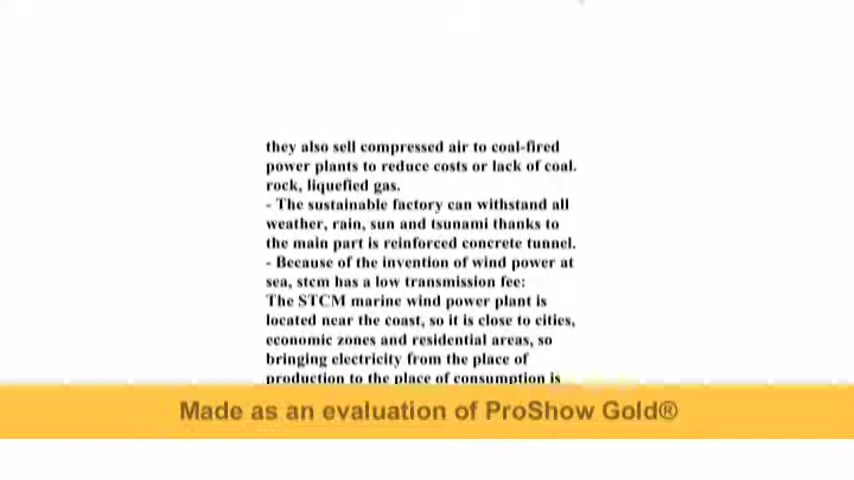 they also sell compressed air to coal-fired
power plants to reduce costs or lack of coal.
rock, liquefied gas.
- The sustainable factory can withstand all
weather, rain, sun and tsunami thanks to
the main part is reinforced concrete tunnel.
- Because of the invention of wind power at
sea, stcm has a low transmission fee:
The STCM marine wind power plant is
located near the coast, so it is close to cities,
economic zones and residential areas, so
bringing electricity from the place of
production to the place of consumption is
Made as an evaluation of ProShow Gold®